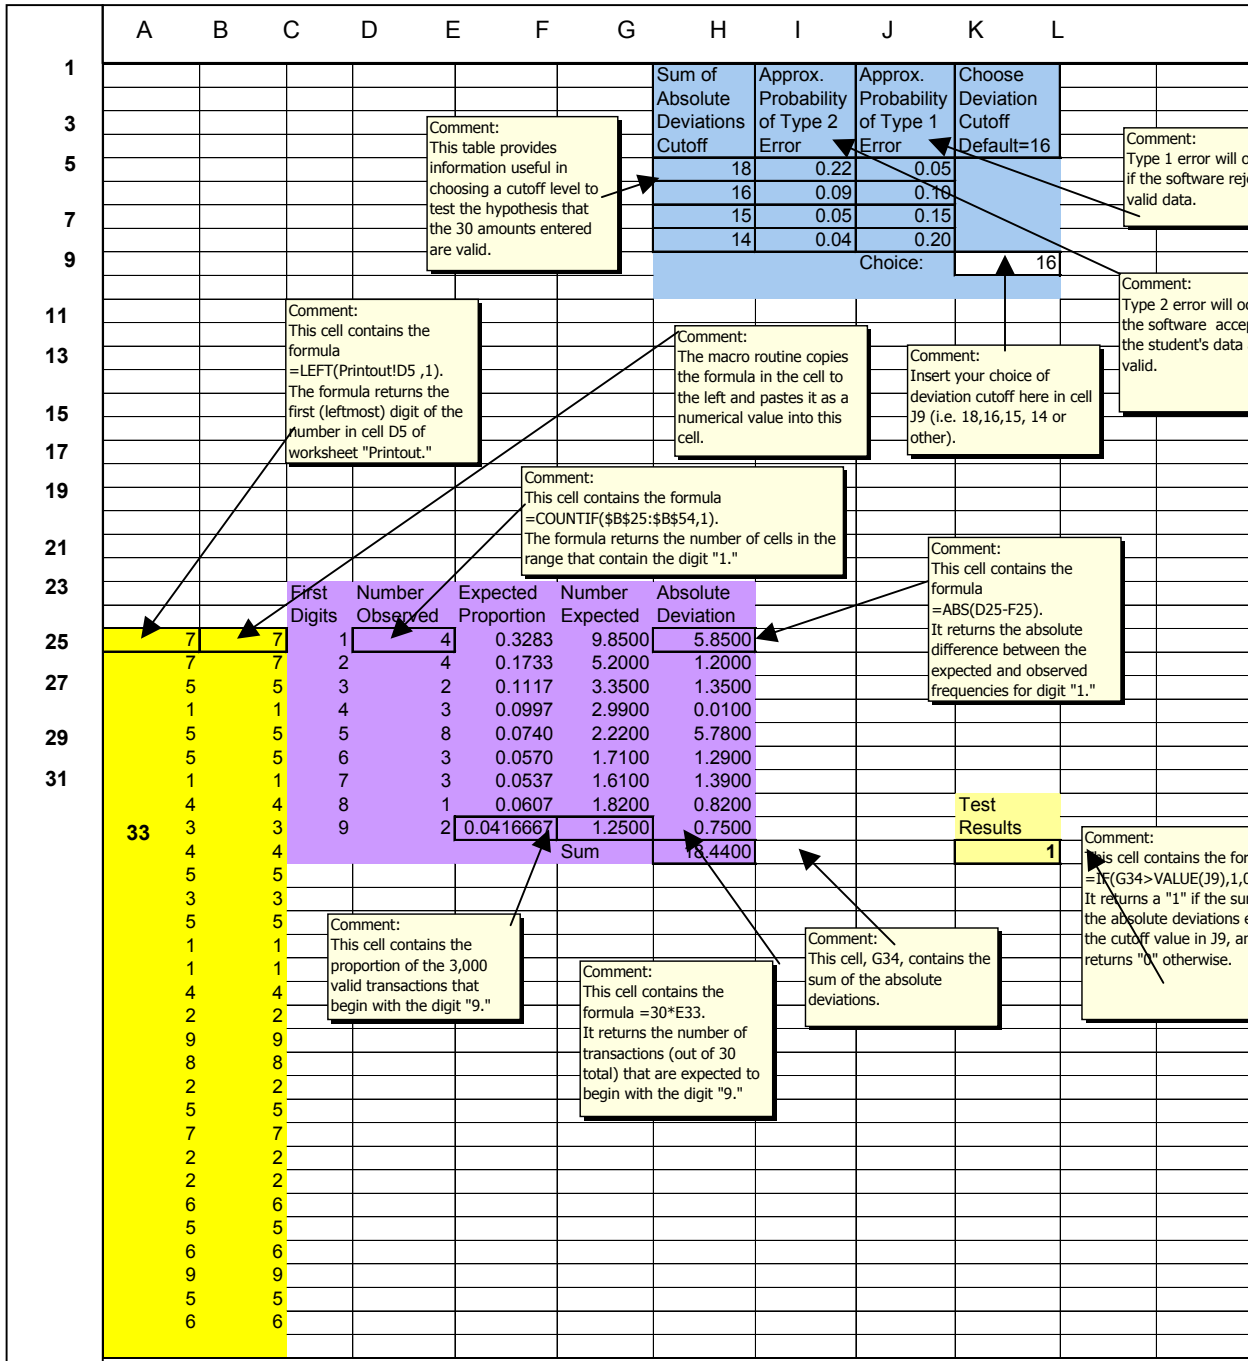 A B C D E F G H I J K L
1
3
5
7
9
11
13
15
17
19
21
23
25
27
29
31
33
Sum of Absolute Deviations Cutoff
Approx. Probability of Type 2 Error
Approx. Probability of Type 1 Error
Choose Deviation Cutoff Default=16
18 0.22 0.05
16 0.09 0.10
15 0.05 0.15
14 0.04 0.20
Choice: 16
Comment:
This table provides
information useful in
choosing a cutoff level to
test the hypothesis that
the 30 amounts entered
are valid.
Comment:
Type 1 error will
if the software
valid data.
Comment:
Type 2 error will
the software
the student's data
valid.
Comment:
This cell contains the
formula
=LEFT(Printout!D5 ,1).
The formula returns the
first (leftmost) digit of the
number in cell D5 of
worksheet "Printout."
Comment:
The macro routine copies
the formula in the cell to
the left and pastes it as a
numerical value into this
cell.
Comment:
Insert your choice of
deviation cutoff here in cell
J9 (i.e. 18,16,15, 14 or
other).
Comment:
This cell contains the formula
=COUNTIF($B$25:$B$54,1).
The formula returns the number of cells in the
range that contain the digit "1."
Comment:
This cell contains the
formula
=ABS(D25-F25).
It returns the absolute
difference between the
expected and observed
frequencies for digit "1."
First Number Expected Number Absolute
Digits Observed Proportion Expected Deviation
7 7 1 4 0.3283 9.8500 5.8500
7 7 2 4 0.1733 5.2000 1.2000
5 5 3 2 0.1117 3.3500 1.3500
1 1 4 3 0.0997 2.9900 0.0100
5 5 5 8 0.0740 2.2200 5.7800
5 5 6 3 0.0570 1.7100 1.2900
1 1 7 3 0.0537 1.6100 1.3900
4 4 8 1 0.0607 1.8200 0.8200 Test
3 3 9 2 0.0416667 1.2500 0.7500 Results
4 4 Sum 18.4400 1
5 5
3 3
5 5
1 1
1 1
4 4
2 2
9 9
8 8
2 2
5 5
7 7
2 2
2 2
6 6
5 5
6 6
9 9
5 5
6 6
Comment:
This cell contains the
proportion of the 3,000
valid transactions that
begin with the digit "9."
Comment:
This cell contains the
formula =30*E33.
It returns the number of
transactions (out of 30
total) that are expected to
begin with the digit "9."
Comment:
This cell, G34, contains the
sum of the absolute
deviations.
Comment:
This cell contains the
=IF(G34>VALUE(J9),1,
It returns a "1" if the
the absolute deviations
the cutoff value in J9,
returns "0" otherwise.